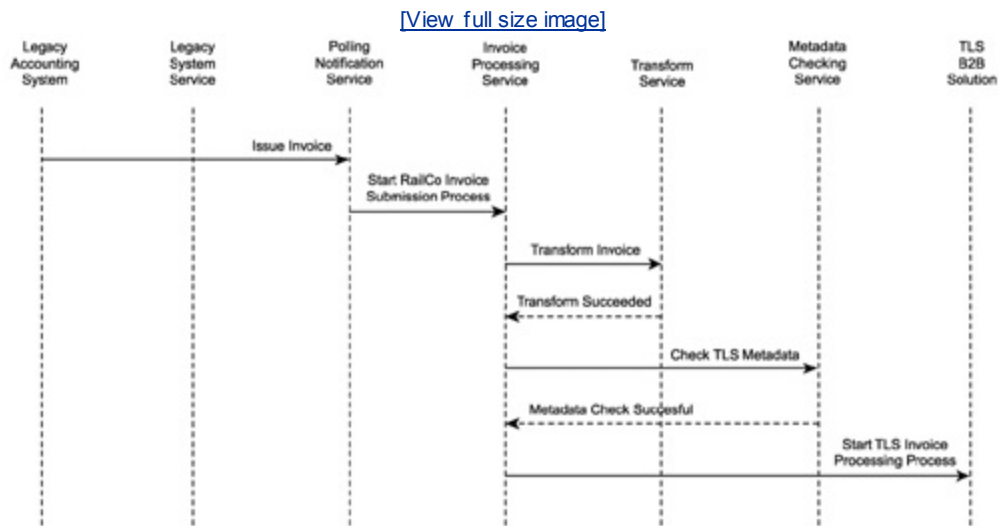 [View full size image]
Legacy
Accounting
System
Legacy
System
Service
Polling
Notification
Service
Invoice
Processing
Service
Transform
Service
Metadata
Checking
Service
TLS
B2B
Solution
Issue Invoice
Start RailCo Invoice
Submission Process
Transform Invoice
Transform Succeeded
Check TLS Metadata
Metadata Check Succesful
Start TLS Invoice
Processing Process